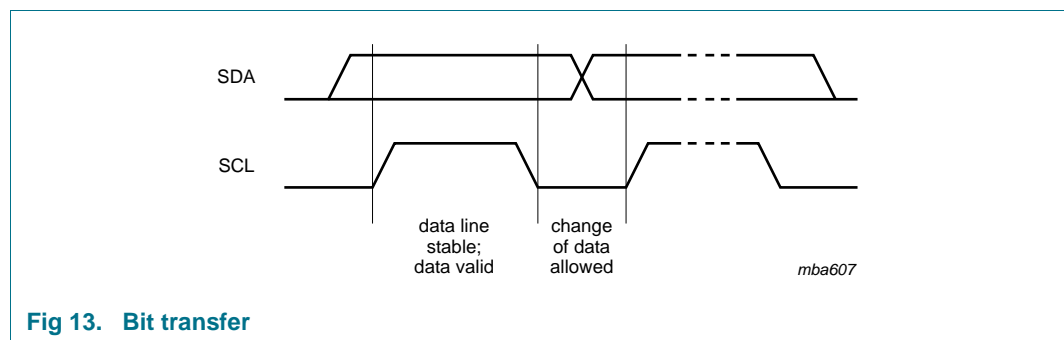 SDA
SCL
data line
stable;
data valid
change
of data
allowed
mba607
Fig 13. Bit transfer